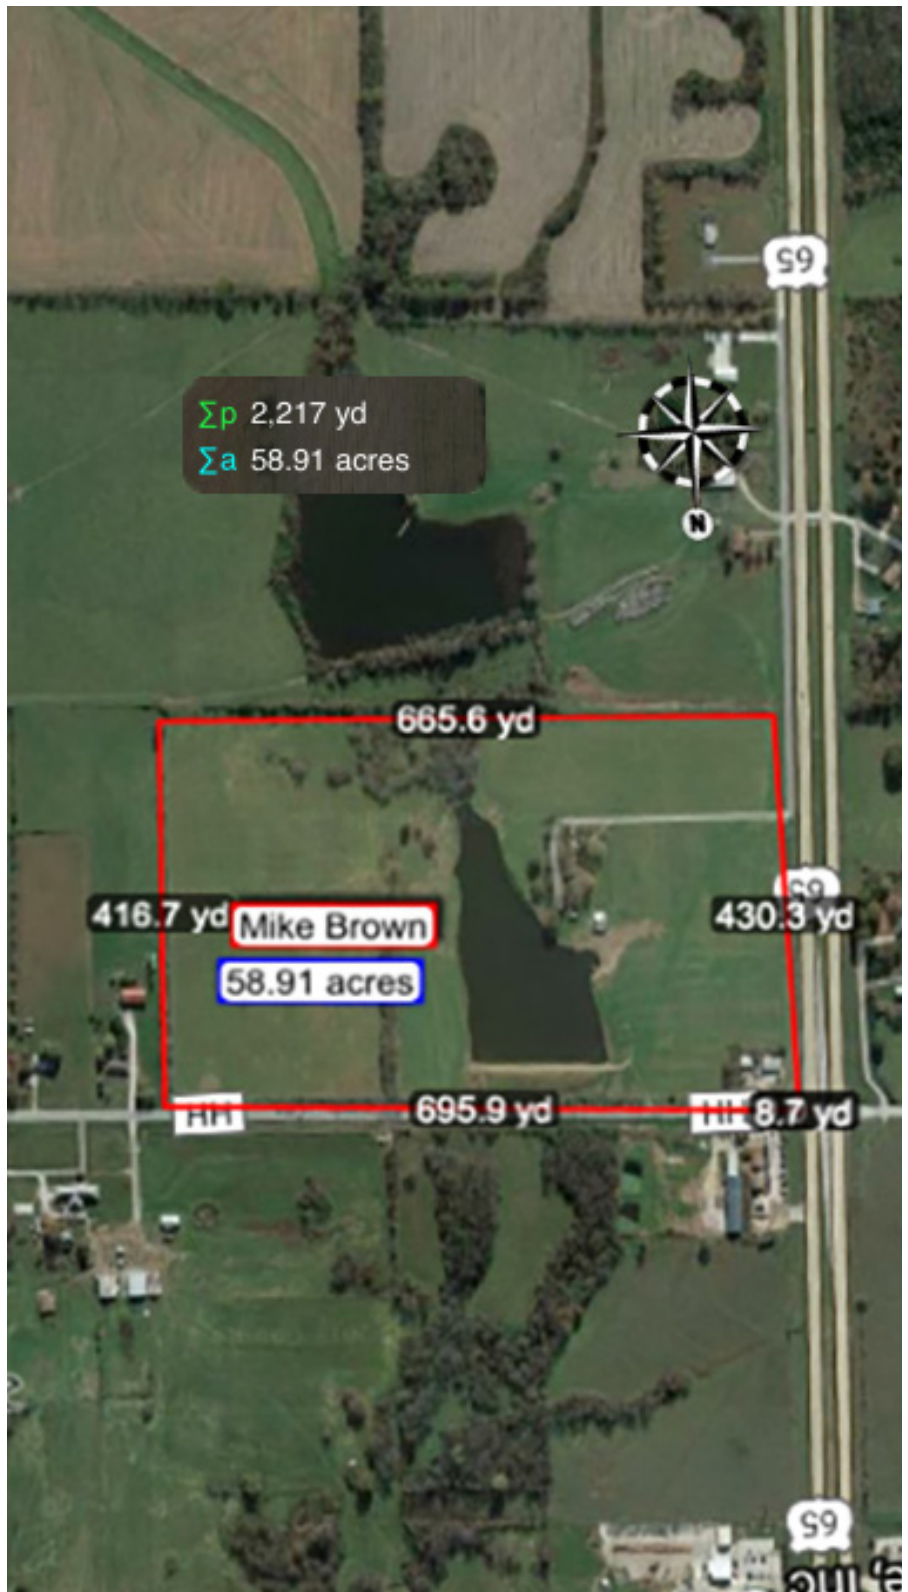 65
∑p 2,217 yd
∑a 58.91 acres
N
665.6 yd
65
416.7 yd
Mike Brown
430.3 yd
58.91 acres
HH
695.9 yd
8.7 yd
65